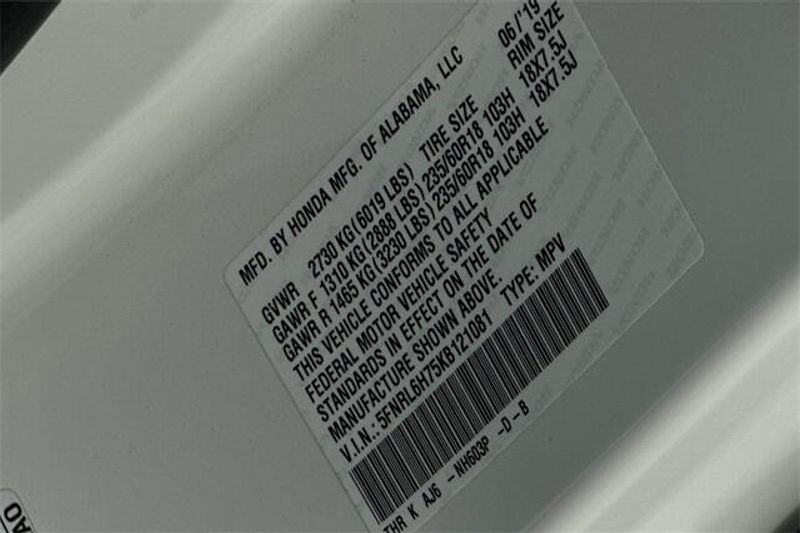 MFD. BY HONDA MFG. OF ALABAMA, LLC 06/'19
GVWR 2730 KG (6019 LBS) TIRE SIZE RIM SIZE
GAWR F 1310 KG (2888 LBS) 235/60R18 103H 18X7.5J
GAWR R 1465 KG (3230 LBS) 235/60R18 103H 18X7.5J
THIS VEHICLE CONFORMS TO ALL APPLICABLE
FEDERAL MOTOR VEHICLE SAFETY
STANDARDS IN EFFECT ON THE DATE OF
MANUFACTURE SHOWN ABOVE.
V.I.N.: 5FNRL6H75KB121081 TYPE: MPV
THR K AJ6 -NH603P -D-B